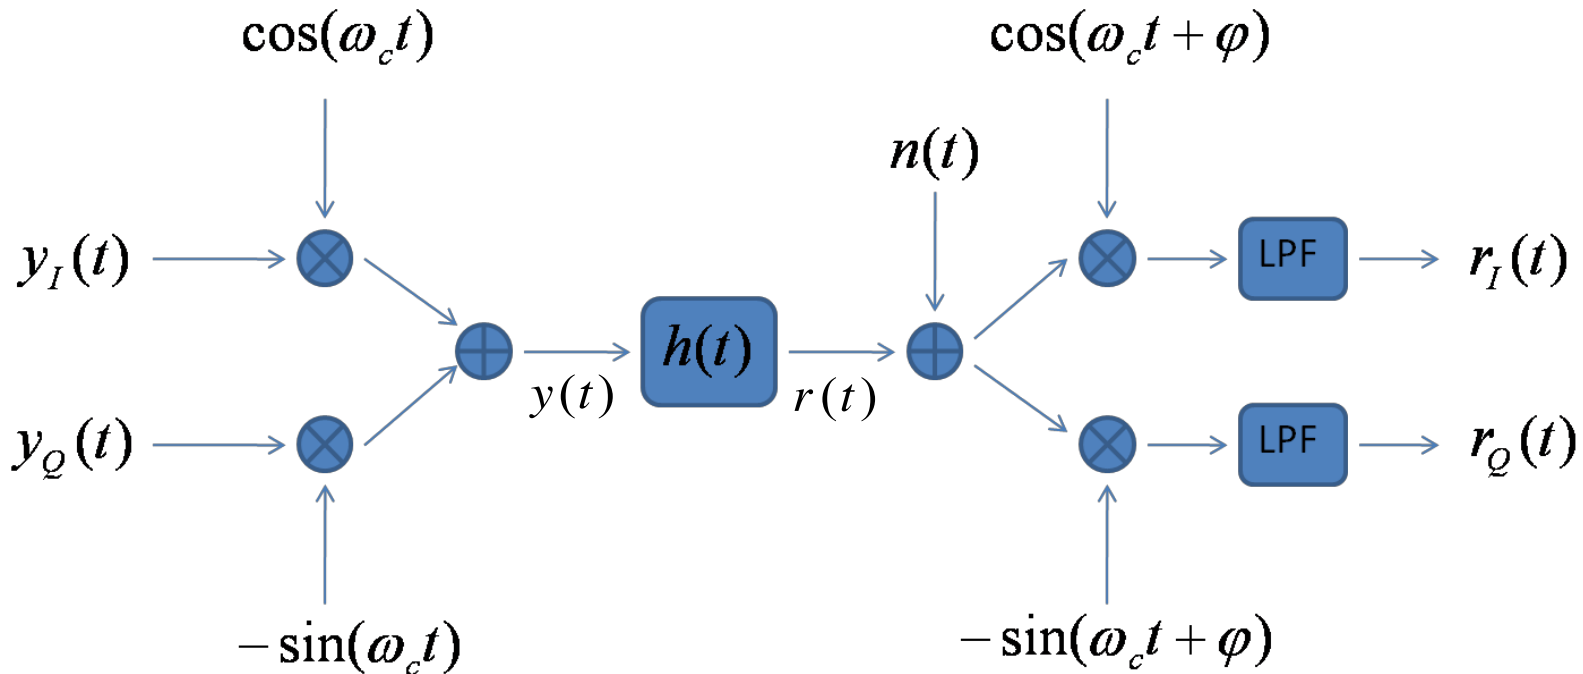 cos(ω_c t)
cos(ω_c t + φ)
n(t)
y_I(t)
LPF
r_I(t)
h(t)
y(t)
r(t)
y_Q(t)
LPF
r_Q(t)
− sin(ω_c t)
− sin(ω_c t + φ)